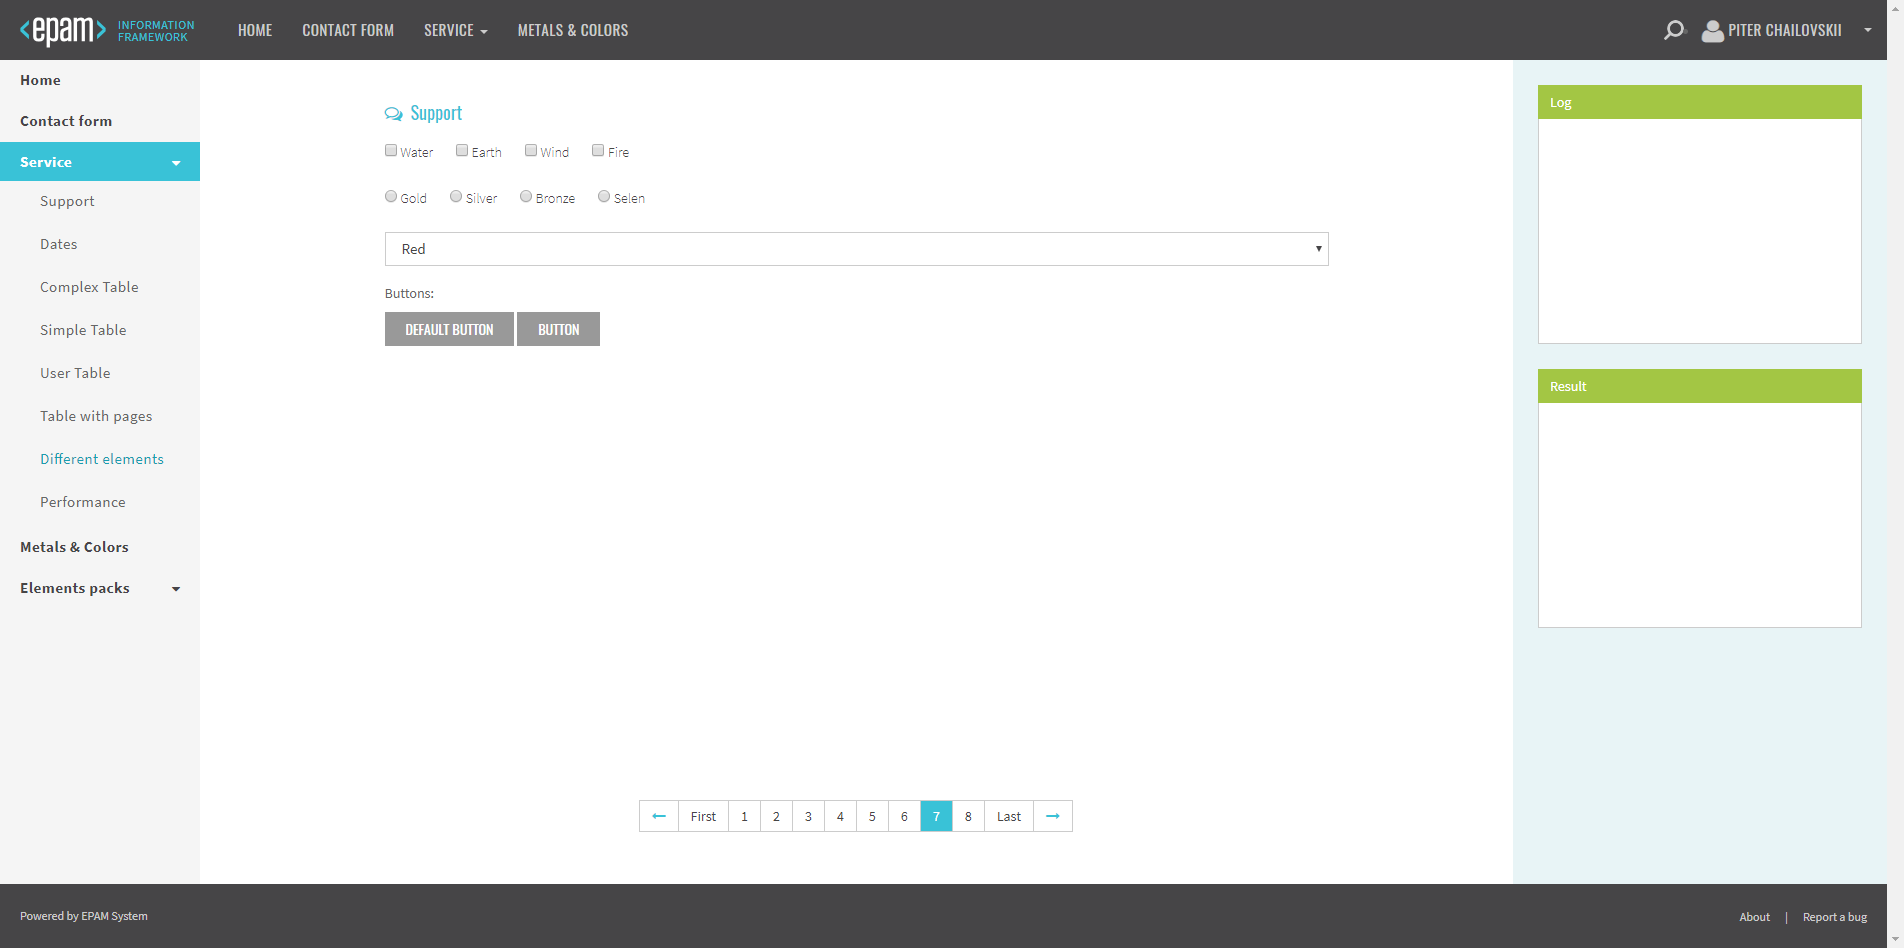 <epam> INFORMATION
FRAMEWORK
HOME CONTACT FORM SERVICE METALS & COLORS
PITER CHAILOVSKII
Home
Contact form
Service
Support
Dates
Complex Table
Simple Table
User Table
Table with pages
Different elements
Performance
Metals & Colors
Elements packs
Support
Water Earth Wind Fire
Gold Silver Bronze Selen
Red
Buttons:
DEFAULT BUTTON BUTTON
← First 1 2 3 4 5 6 7 8 Last →
Log
Result
Powered by EPAM System
About | Report a bug